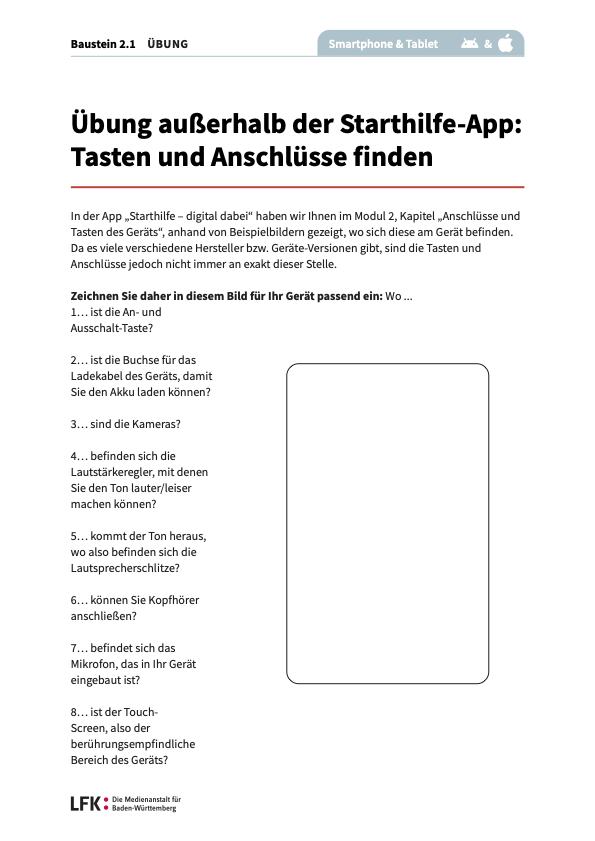 Baustein 2.1 ÜBUNG
Smartphone & Tablet &
Übung außerhalb der Starthilfe-App:
Tasten und Anschlüsse finden
In der App „Starthilfe – digital dabei“ haben wir Ihnen im Modul 2, Kapitel „Anschlüsse und
Tasten des Geräts“, anhand von Beispielbildern gezeigt, wo sich diese am Gerät befinden.
Da es viele verschiedene Hersteller bzw. Geräte-Versionen gibt, sind die Tasten und
Anschlüsse jedoch nicht immer an exakt dieser Stelle.
Zeichnen Sie daher in diesem Bild für Ihr Gerät passend ein: Wo ...
1… ist die An- und
Ausschalt-Taste?
2… ist die Buchse für das
Ladekabel des Geräts, damit
Sie den Akku laden können?
3… sind die Kameras?
4… befinden sich die
Lautstärkeregler, mit denen
Sie den Ton lauter/leiser
machen können?
5… kommt der Ton heraus,
wo also befinden sich die
Lautsprecherschlitze?
6… können Sie Kopfhörer
anschließen?
7… befindet sich das
Mikrofon, das in Ihr Gerät
eingebaut ist?
8… ist der Touch-
Screen, also der
berührungsempfindliche
Bereich des Geräts?
LFK: Die Medienanstalt für
Baden-Württemberg